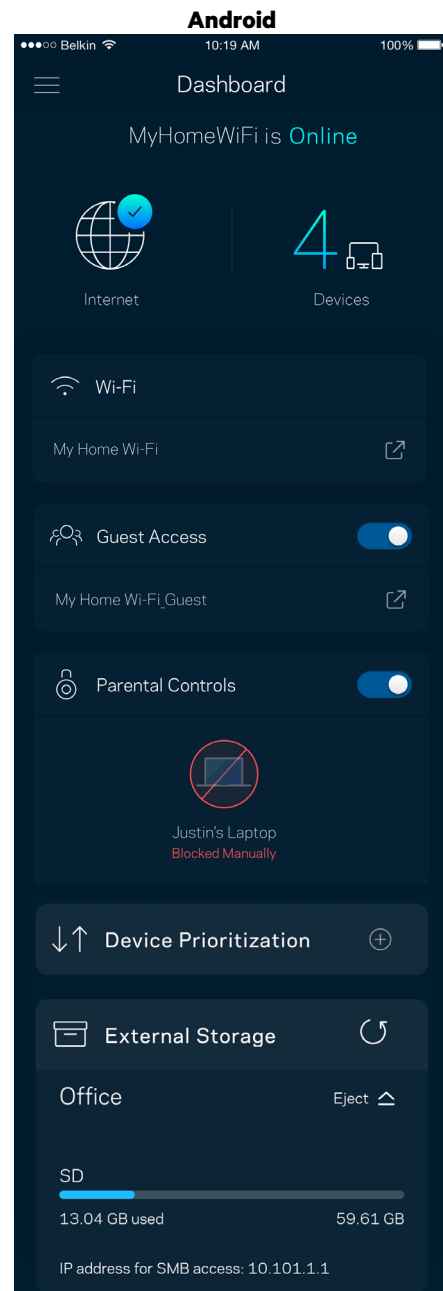 Android
Belkin 10:19 AM 100%
Dashboard
MyHomeWiFi is Online
4
Internet Devices
Wi-Fi
My Home Wi-Fi
Guest Access
My Home Wi-Fi_Guest
Parental Controls
Justin's Laptop
Blocked Manually
Device Prioritization
External Storage
Office Eject
SD
13.04 GB used 59.61 GB
IP address for SMB access: 10.101.1.1